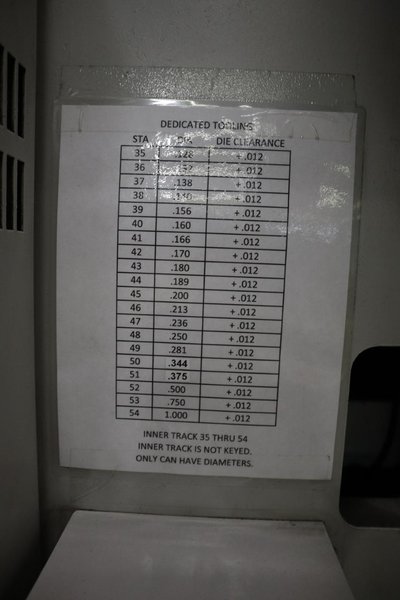 DEDICATED TOOLING
STA. DIA. DIE CLEARANCE
35 .128 +.012
36 +.012
37 .138 +.012
38 +.012
39 .156 +.012
40 .160 +.012
41 .166 +.012
42 .170 +.012
43 .180 +.012
44 .189 +.012
45 .200 +.012
46 .213 +.012
47 .236 +.012
48 .250 +.012
49 .281 +.012
50 .344 +.012
51 .375 +.012
52 .500 +.012
53 .750 +.012
54 1.000 +.012
INNER TRACK 35 THRU 54
INNER TRACK IS NOT KEYED.
ONLY CAN HAVE DIAMETERS.